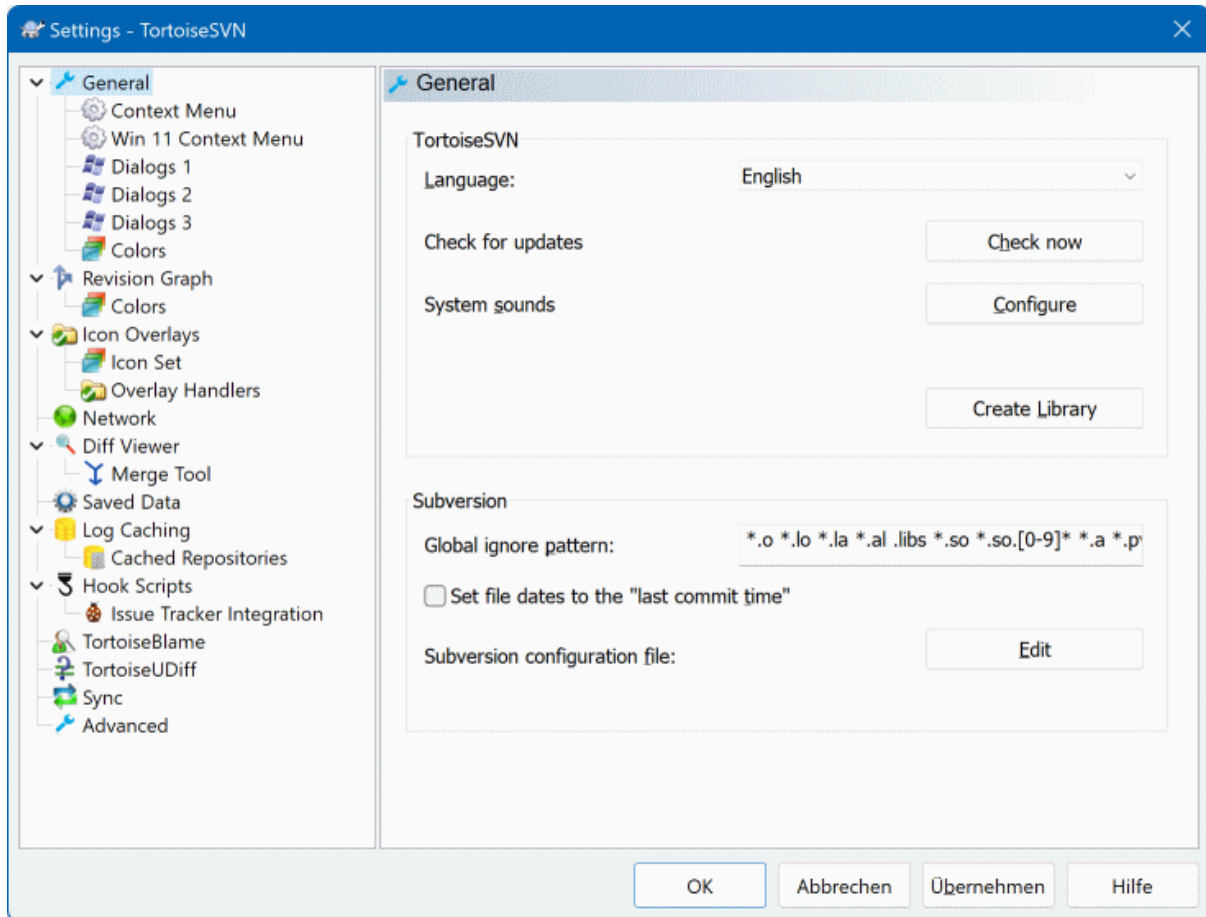 Settings - TortoiseSVN
General
Context Menu
Win 11 Context Menu
Dialogs 1
Dialogs 2
Dialogs 3
Colors
Revision Graph
Colors
Icon Overlays
Icon Set
Overlay Handlers
Network
Diff Viewer
Merge Tool
Saved Data
Log Caching
Cached Repositories
Hook Scripts
Issue Tracker Integration
TortoiseBlame
TortoiseUDiff
Sync
Advanced
General
TortoiseSVN
Language: English
Check for updates Check now
System sounds Configure
Create Library
Subversion
Global ignore pattern: *.o *.lo *.la *.al .libs *.so *.so.[0-9]* *.a
Set file dates to the "last commit time"
Subversion configuration file: Edit
OK Abbrechen Übernehmen Hilfe